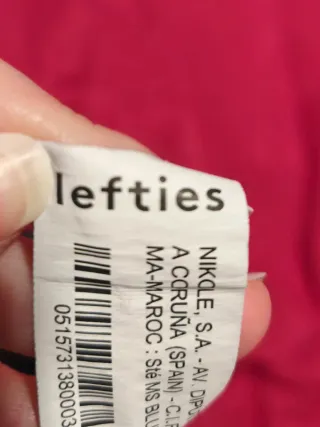 lefties
NIKOLE, S.A. - AV. DIPU
A CORUÑA (SPAIN) - C.I.F
MA-MAROC : Sté MS BLU
0515731380003